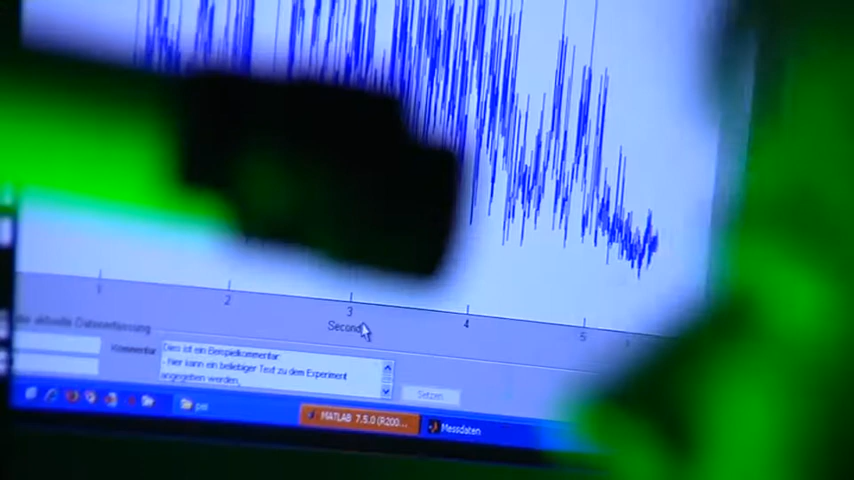 1
2
3
4
5
Second
die aktuelle Datenerfassung
Kommentar
Dies ist ein Beispielkommentar:
- hier kann ein beliebiger Text zu dem Experiment
angegeben werden.
Setzen
MATLAB 7.5.0 (R200...
Messdaten